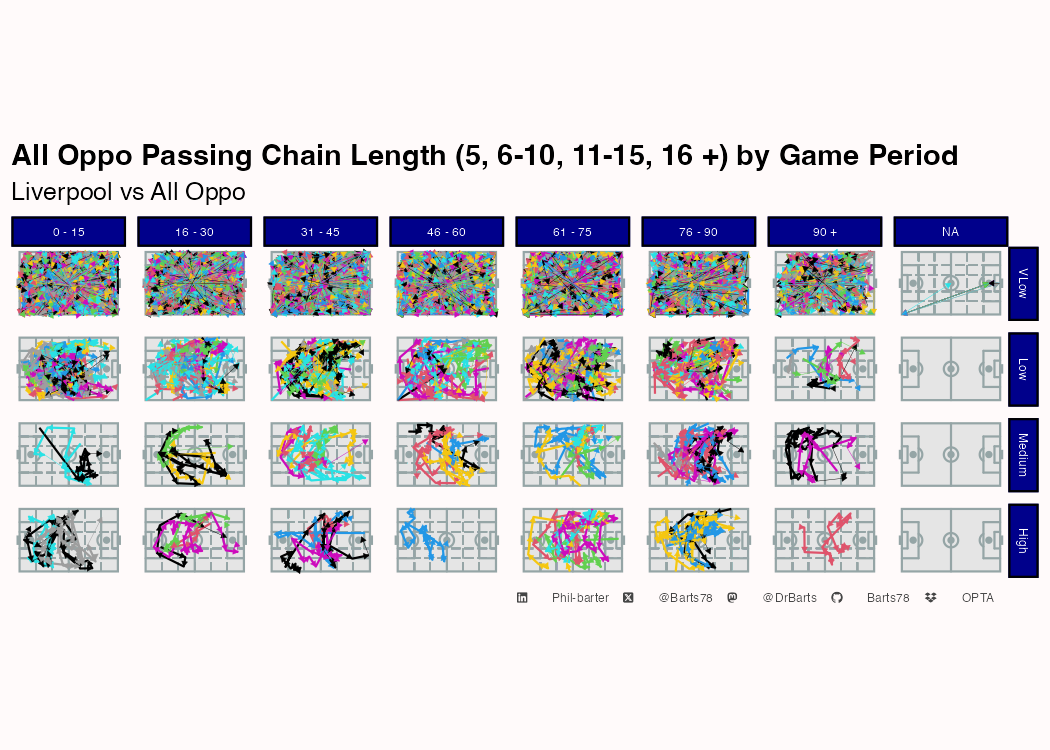 All Oppo Passing Chain Length (5, 6-10, 11-15, 16 +) by Game Period
Liverpool vs All Oppo
0 - 15
16 - 30
31 - 45
46 - 60
61 - 75
76 - 90
90 +
NA
VLow
Low
Medium
High
Phil-barter @Barts78 @DrBarts Barts78 OPTA